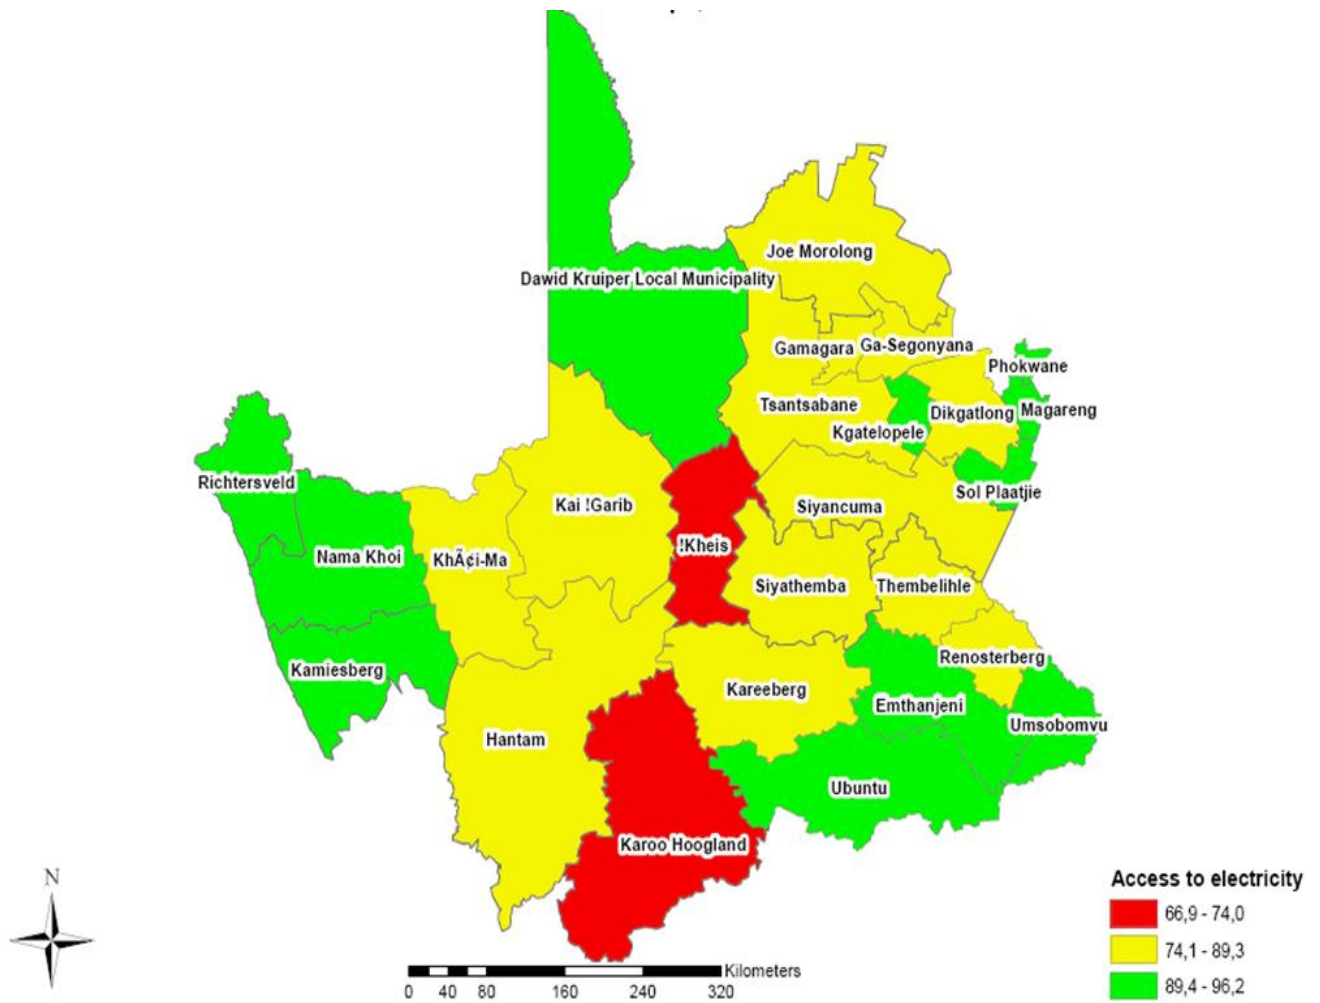 Joe Morolong
Dawid Kruiper Local Municipality
Gamagara
Ga-Segonyana
Phokwane
Tsantsabane
Dikgatlong
Magareng
Kgatelopele
Richtersveld
Sol Plaatjie
Kai !Garib
Siyancuma
!Kheis
Nama Khoi
KhÃ¢i-Ma
Siyathemba
Thembelihle
Renosterberg
Kamiesberg
Kareeberg
Emthanjeni
Umsobomvu
Hantam
Ubuntu
Karoo Hoogland
N
Access to electricity
66,9 - 74,0
74,1 - 89,3
89,4 - 96,2
Kilometers
0 40 80 160 240 320